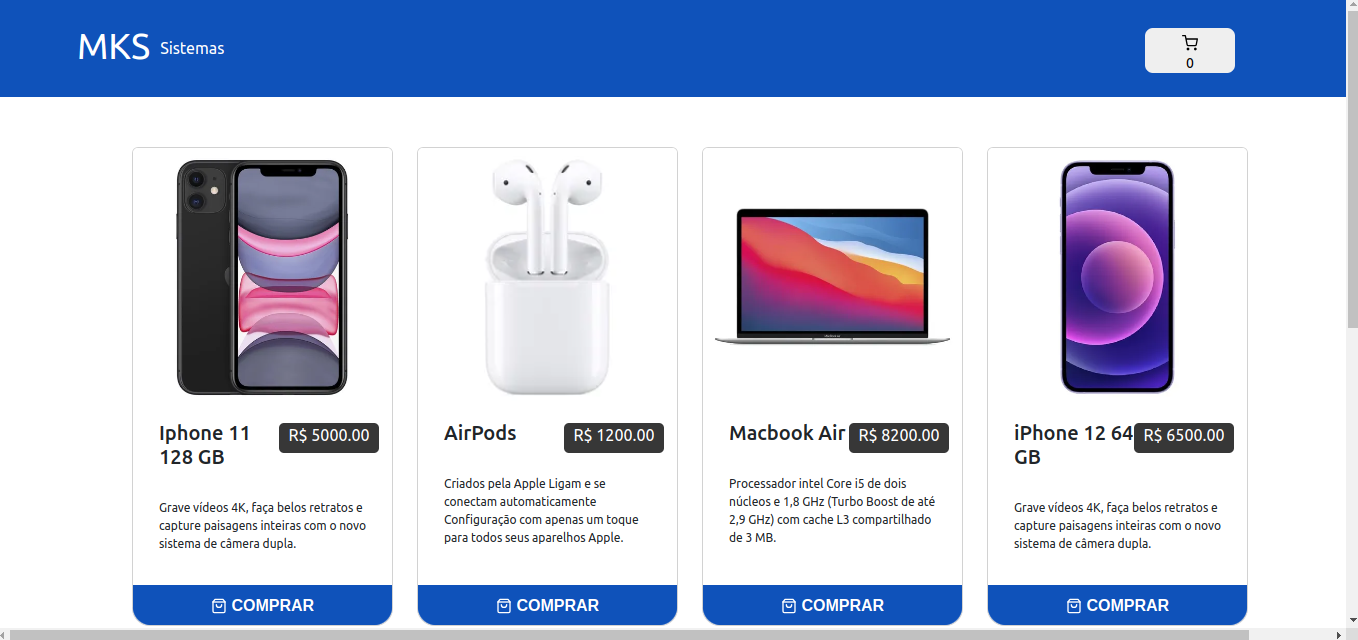 MKS Sistemas
0
Iphone 11
128 GB
R$ 5000.00
Grave vídeos 4K, faça belos retratos e
capture paisagens inteiras com o novo
sistema de câmera dupla.
COMPRAR
AirPods
R$ 1200.00
Criados pela Apple Ligam e se
conectam automaticamente
Configuração com apenas um toque
para todos seus aparelhos Apple.
COMPRAR
Macbook Air
R$ 8200.00
Processador intel Core i5 de dois
núcleos e 1,8 GHz (Turbo Boost de até
2,9 GHz) com cache L3 compartilhado
de 3 MB.
COMPRAR
iPhone 12 64
GB
R$ 6500.00
Grave vídeos 4K, faça belos retratos e
capture paisagens inteiras com o novo
sistema de câmera dupla.
COMPRAR